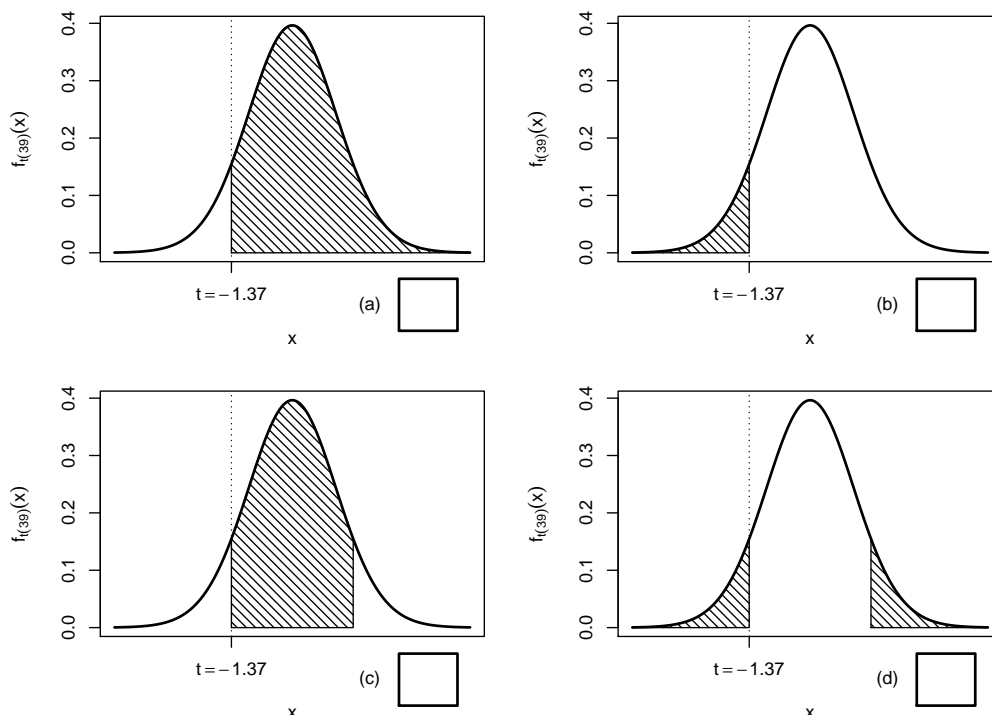 0.4
0.3
0.2
0.1
0.0
f_t(39)(x)
t = −1.37
(a)
x
0.4
0.3
0.2
0.1
0.0
f_t(39)(x)
t = −1.37
(b)
x
0.4
0.3
0.2
0.1
0.0
f_t(39)(x)
t = −1.37
(c)
x
0.4
0.3
0.2
0.1
0.0
f_t(39)(x)
t = −1.37
(d)
x